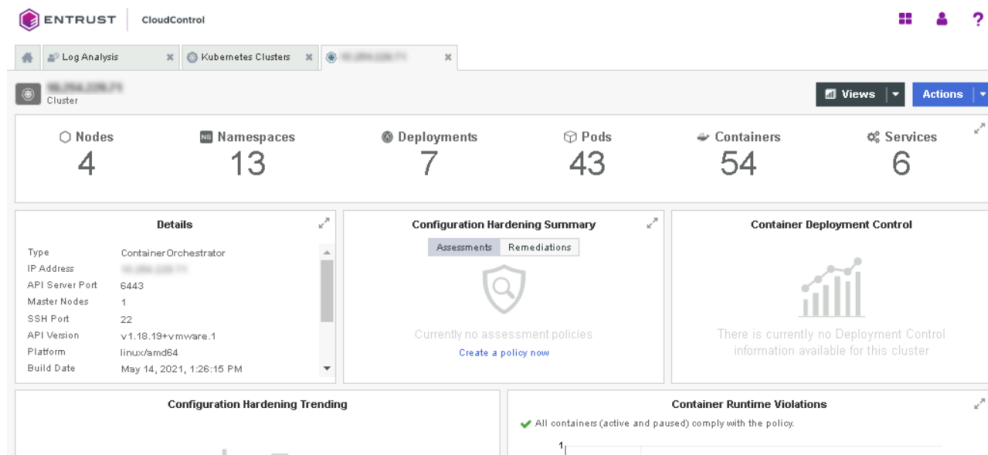 ENTRUST CloudControl
?
Log Analysis Kubernetes Clusters
Cluster
Views Actions
Nodes NS Namespaces Deployments Pods Containers Services
4 13 7 43 54 6
Details
Type ContainerOrchestrator
IP Address
API Server Port 6443
Master Nodes 1
SSH Port 22
API Version v1.18.19+vmware.1
Platform linux/amd64
Build Date May 14, 2021, 1:26:15 PM
Configuration Hardening Summary
Assessments Remediations
Currently no assessment policies
Create a policy now
Container Deployment Control
There is currently no Deployment Control
information available for this cluster
Configuration Hardening Trending
Container Runtime Violations
All containers (active and paused) comply with the policy.
1